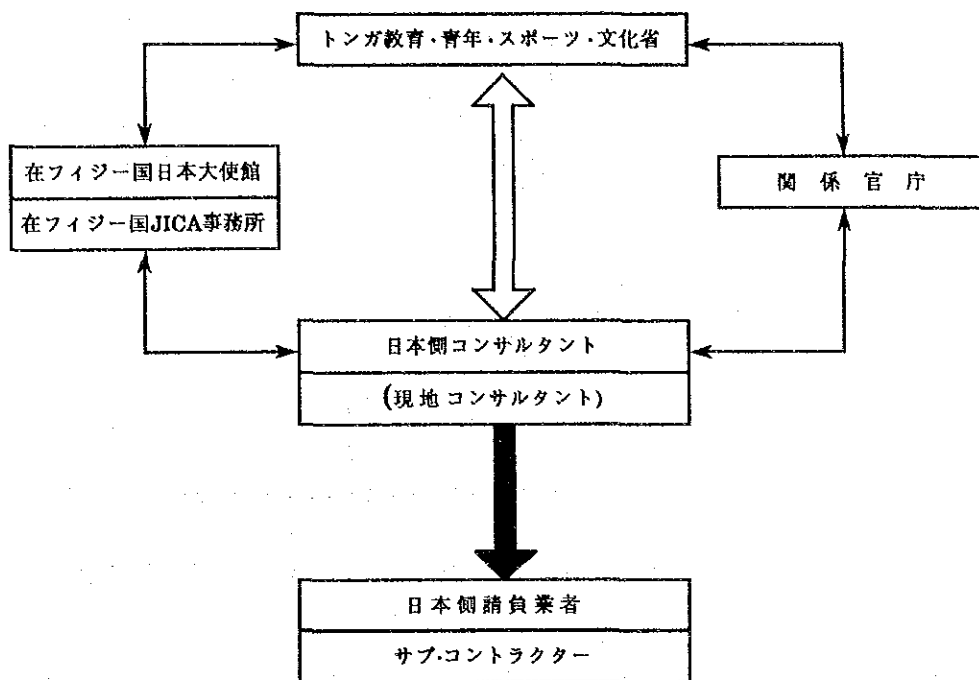 トンガ教育・青年・スポーツ・文化省
在フィジー国日本大使館
在フィジー国JICA事務所
関係官庁
日本側コンサルタント
(現地コンサルタント)
日本側請負業者
サブ・コントラクター